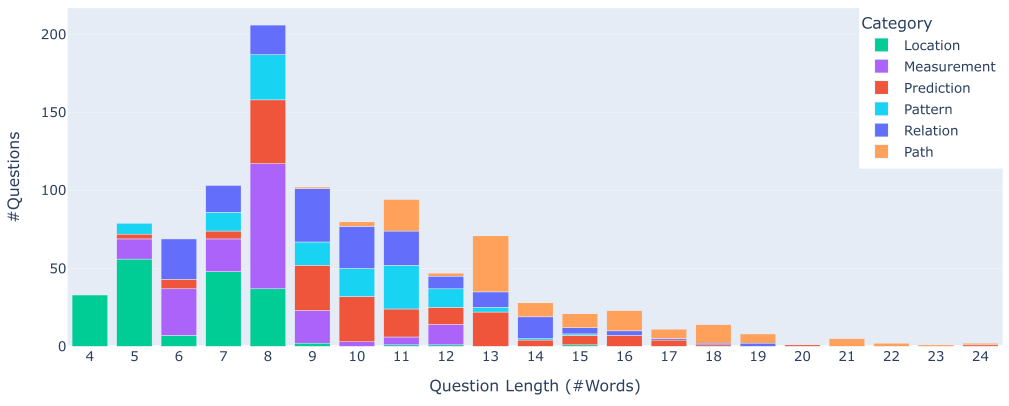 Category
Location
Measurement
Prediction
Pattern
Relation
Path
#Questions
200
150
100
50
0
4 5 6 7 8 9 10 11 12 13 14 15 16 17 18 19 20 21 22 23 24
Question Length (#Words)